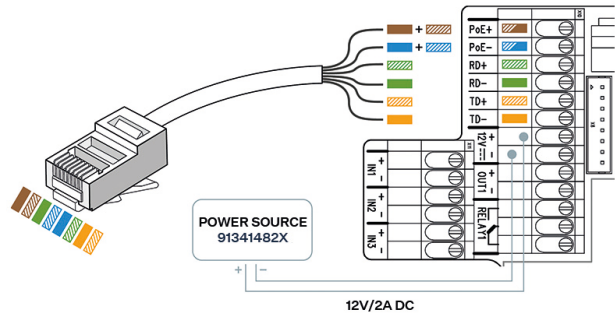 +
+
PoE+
PoE-
RD+
RD-
TD+
TD-
12V
+
-
OUT1
+
-
RELAY1
IN1
+
-
IN2
+
-
IN3
+
-
POWER SOURCE
91341482X
+ −
12V/2A DC